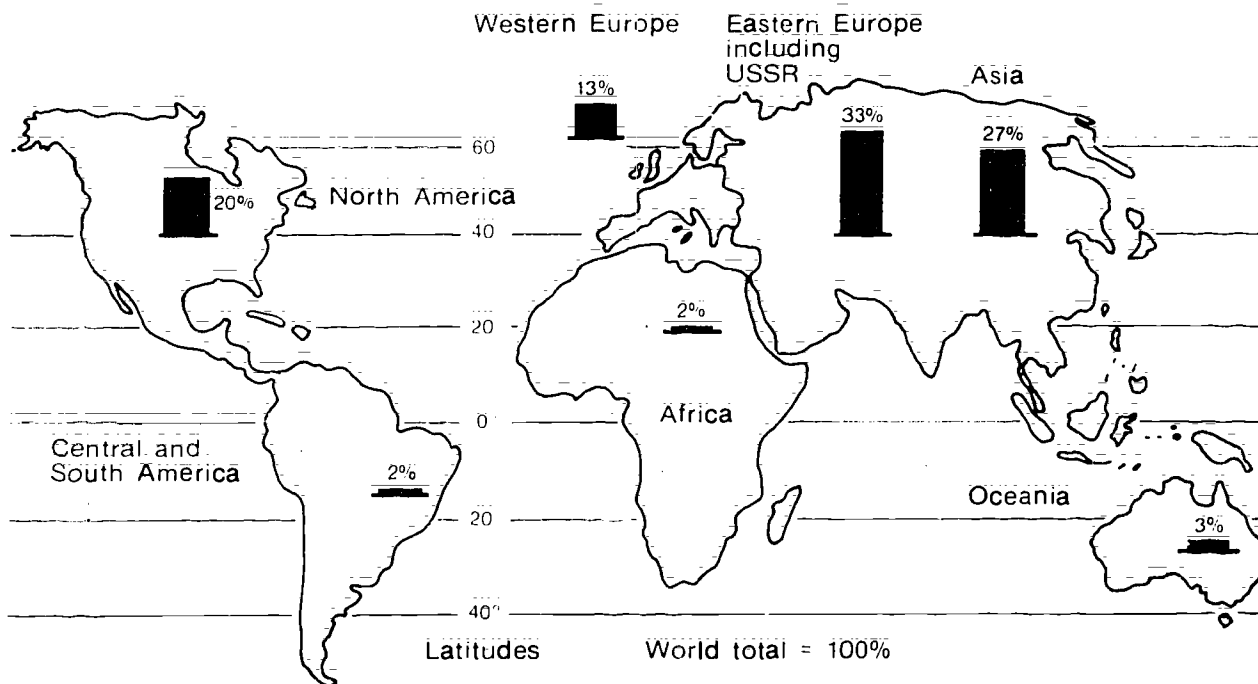 Western Europe
Eastern Europe
including
USSR
Asia
13%
33%
27%
60
20%
North America
40
2%
20
0
Africa
Central and
South America
2%
Oceania
20
3%
40°
Latitudes
World total = 100%